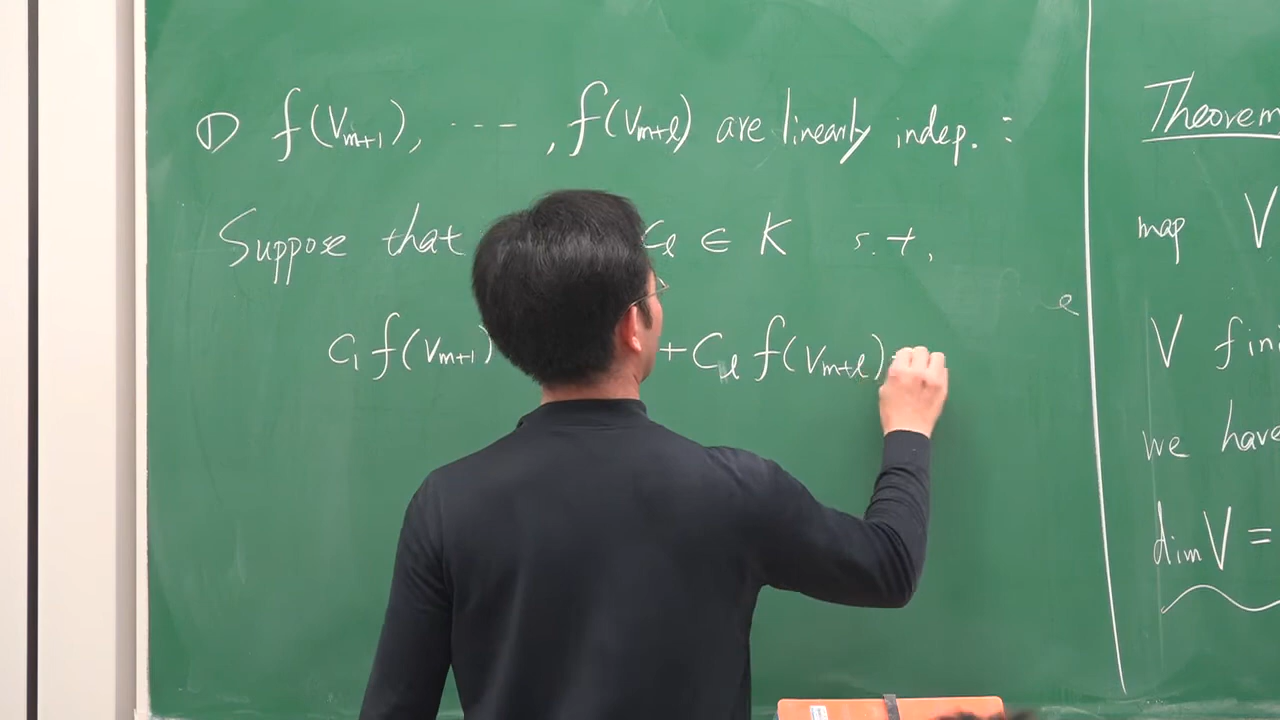 ① f(V_{m+1}), ---, f(V_{m+ℓ}) are linearly indep. :
Suppose that C_ℓ ∈ K s.t.
C_1 f(V_{m+1}) + C_ℓ f(V_{m+ℓ})
e
Theorem
map V
V fin
we have
dim V =